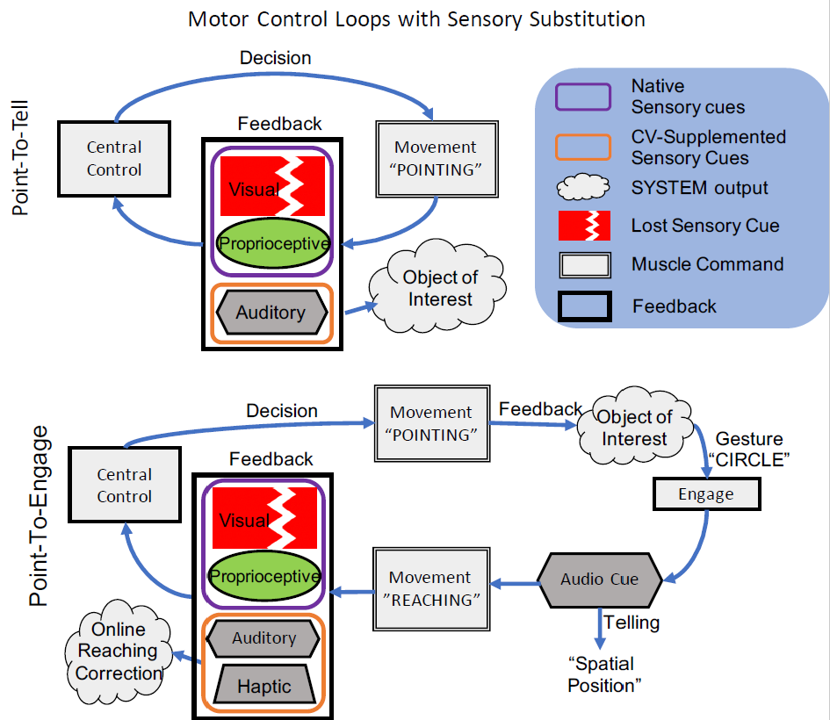 Motor Control Loops with Sensory Substitution
Point-To-Tell
Decision
Central
Control
Feedback
Visual
Proprioceptive
Auditory
Movement
“POINTING”
Object of
Interest
Native
Sensory cues
CV-Supplemented
Sensory Cues
SYSTEM output
Lost Sensory Cue
Muscle Command
Feedback
Point-To-Engage
Decision
Central
Control
Movement
“POINTING”
Feedback
Object of
Interest
Gesture
“CIRCLE”
Engage
Audio Cue
Telling
“Spatial
Position”
Movement
”REACHING”
Feedback
Visual
Proprioceptive
Auditory
Haptic
Online
Reaching
Correction